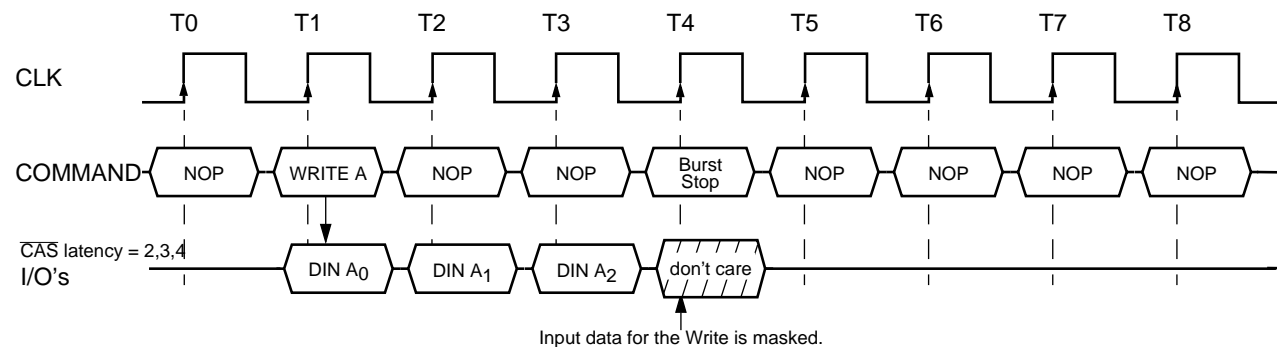 T0 T1 T2 T3 T4 T5 T6 T7 T8
CLK
COMMAND NOP WRITE A NOP NOP Burst Stop NOP NOP NOP NOP
CAS latency = 2,3,4
I/O's DIN A0 DIN A1 DIN A2 don't care
Input data for the Write is masked.